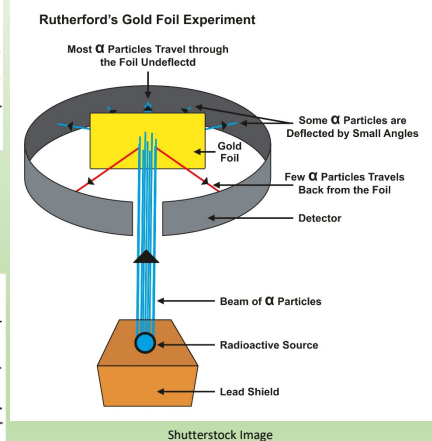 Rutherford's Gold Foil Experiment
Most α Particles Travel through
the Foil Undeflectd
Some α Particles are
Deflected by Small Angles
Gold
Foil
Few α Particles Travels
Back from the Foil
Detector
Beam of α Particles
Radioactive Source
Lead Shield
Shutterstock Image